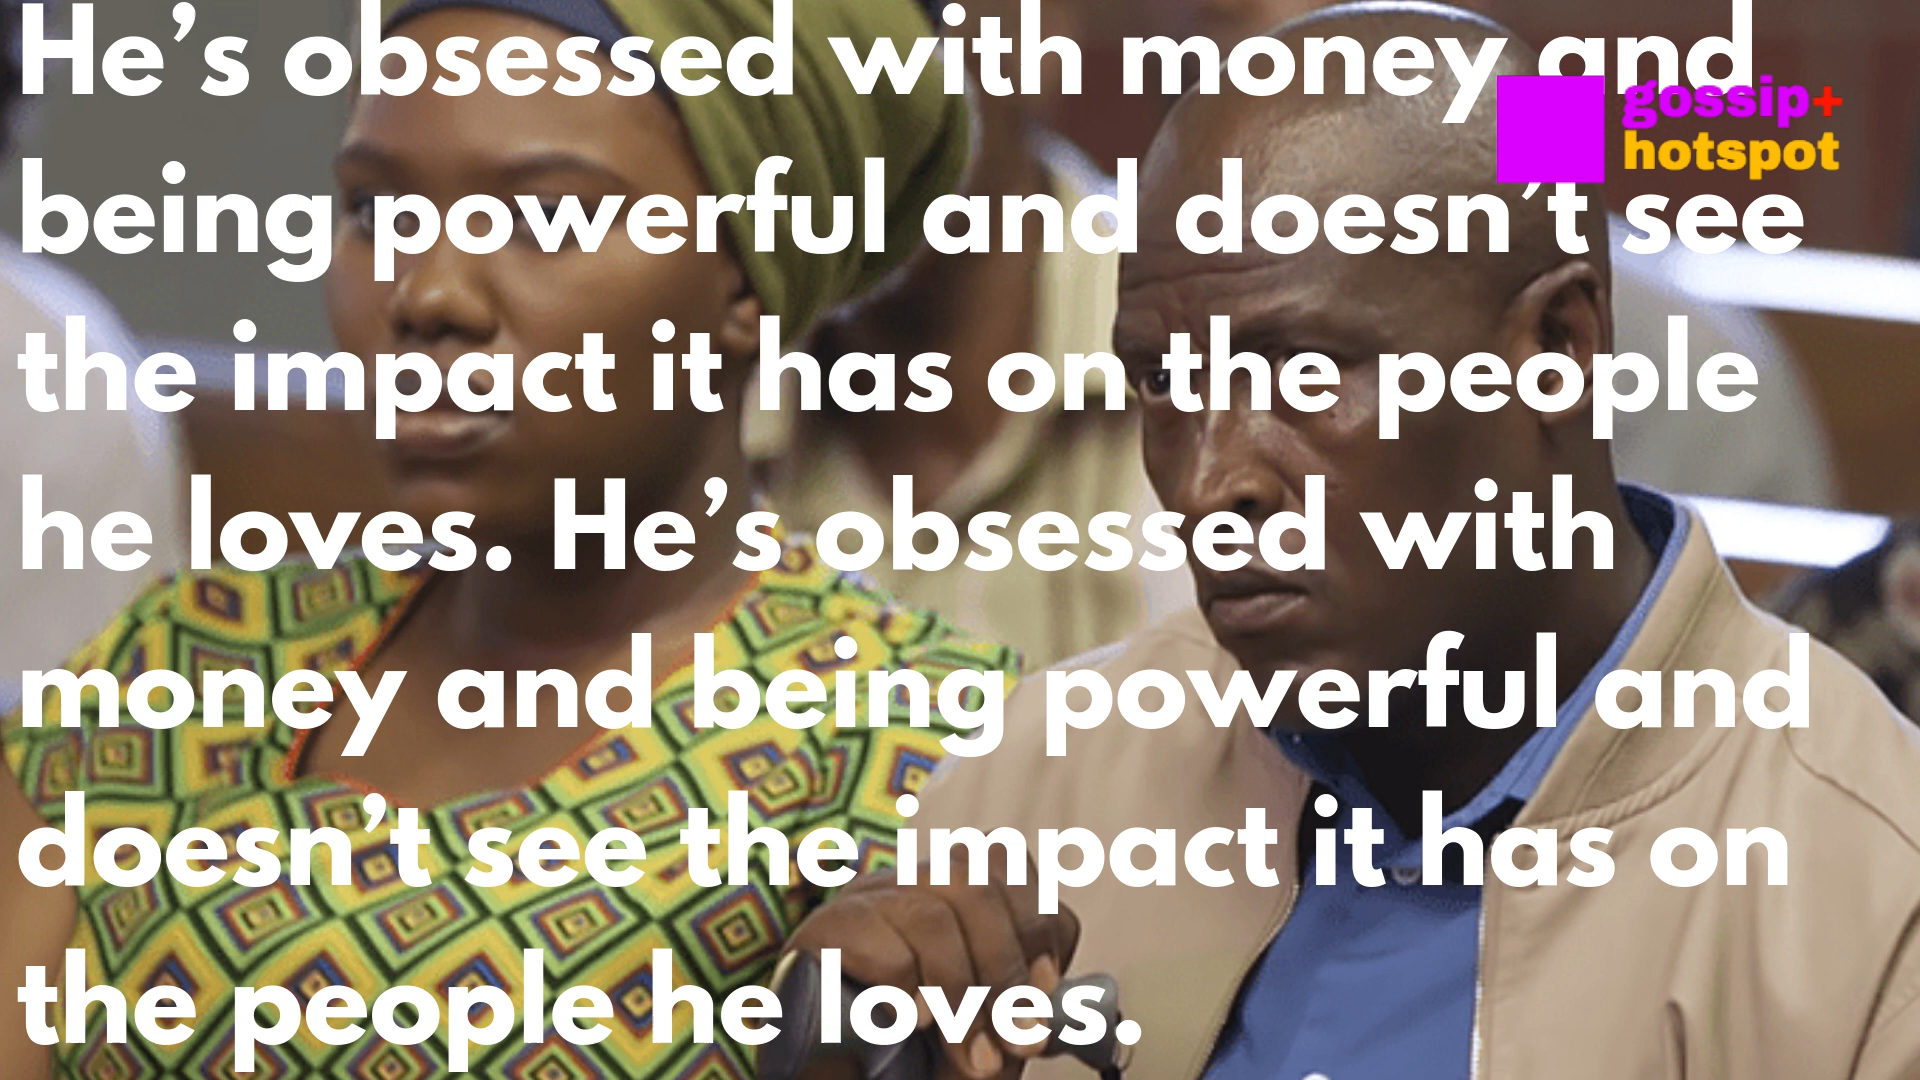 He’s obsessed with money and
gossip+
hotspot
being powerful and doesn’t see
the impact it has on the people
he loves. He’s obsessed with
money and being powerful and
doesn’t see the impact it has on
the people he loves.